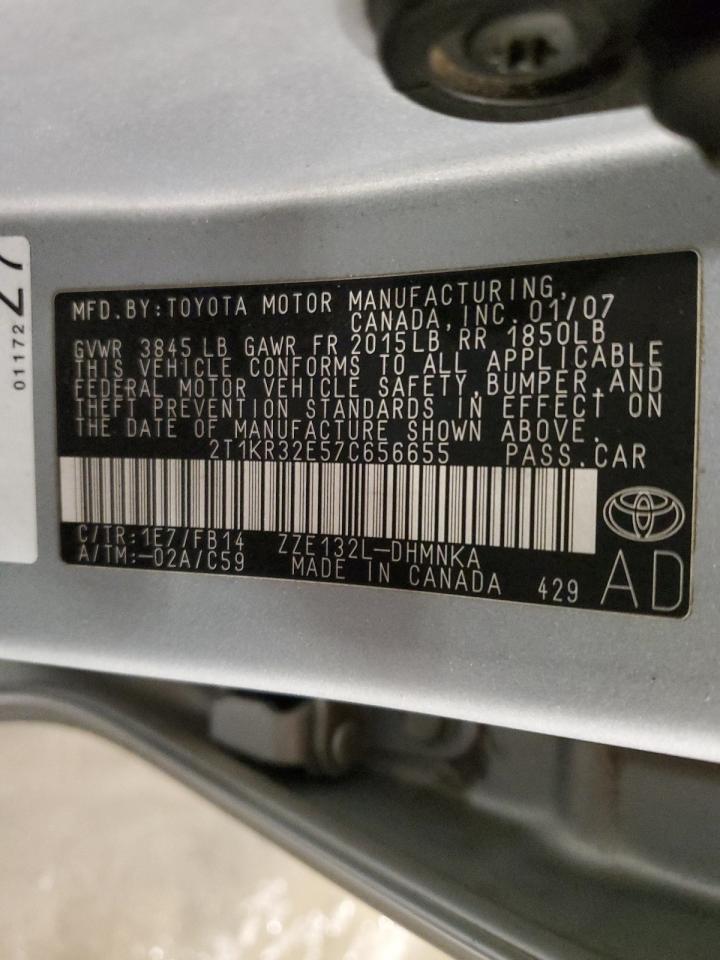 MFD.BY:TOYOTA MOTOR MANUFACTURING,
CANADA, INC. 01/07
GVWR 3845 LB GAWR FR 2015LB RR 1850LB
THIS VEHICLE CONFORMS TO ALL APPLICABLE
FEDERAL MOTOR VEHICLE SAFETY, BUMPER, AND
THEFT PREVENTION STANDARDS IN EFFECT ON
THE DATE OF MANUFACTURE SHOWN ABOVE.
2T1KR32E57C656655 PASS.CAR
C/TR:1E7/FB14 ZZE132L-DHMNKA
A/TM:-02A/C59 MADE IN CANADA 429 AD
01172